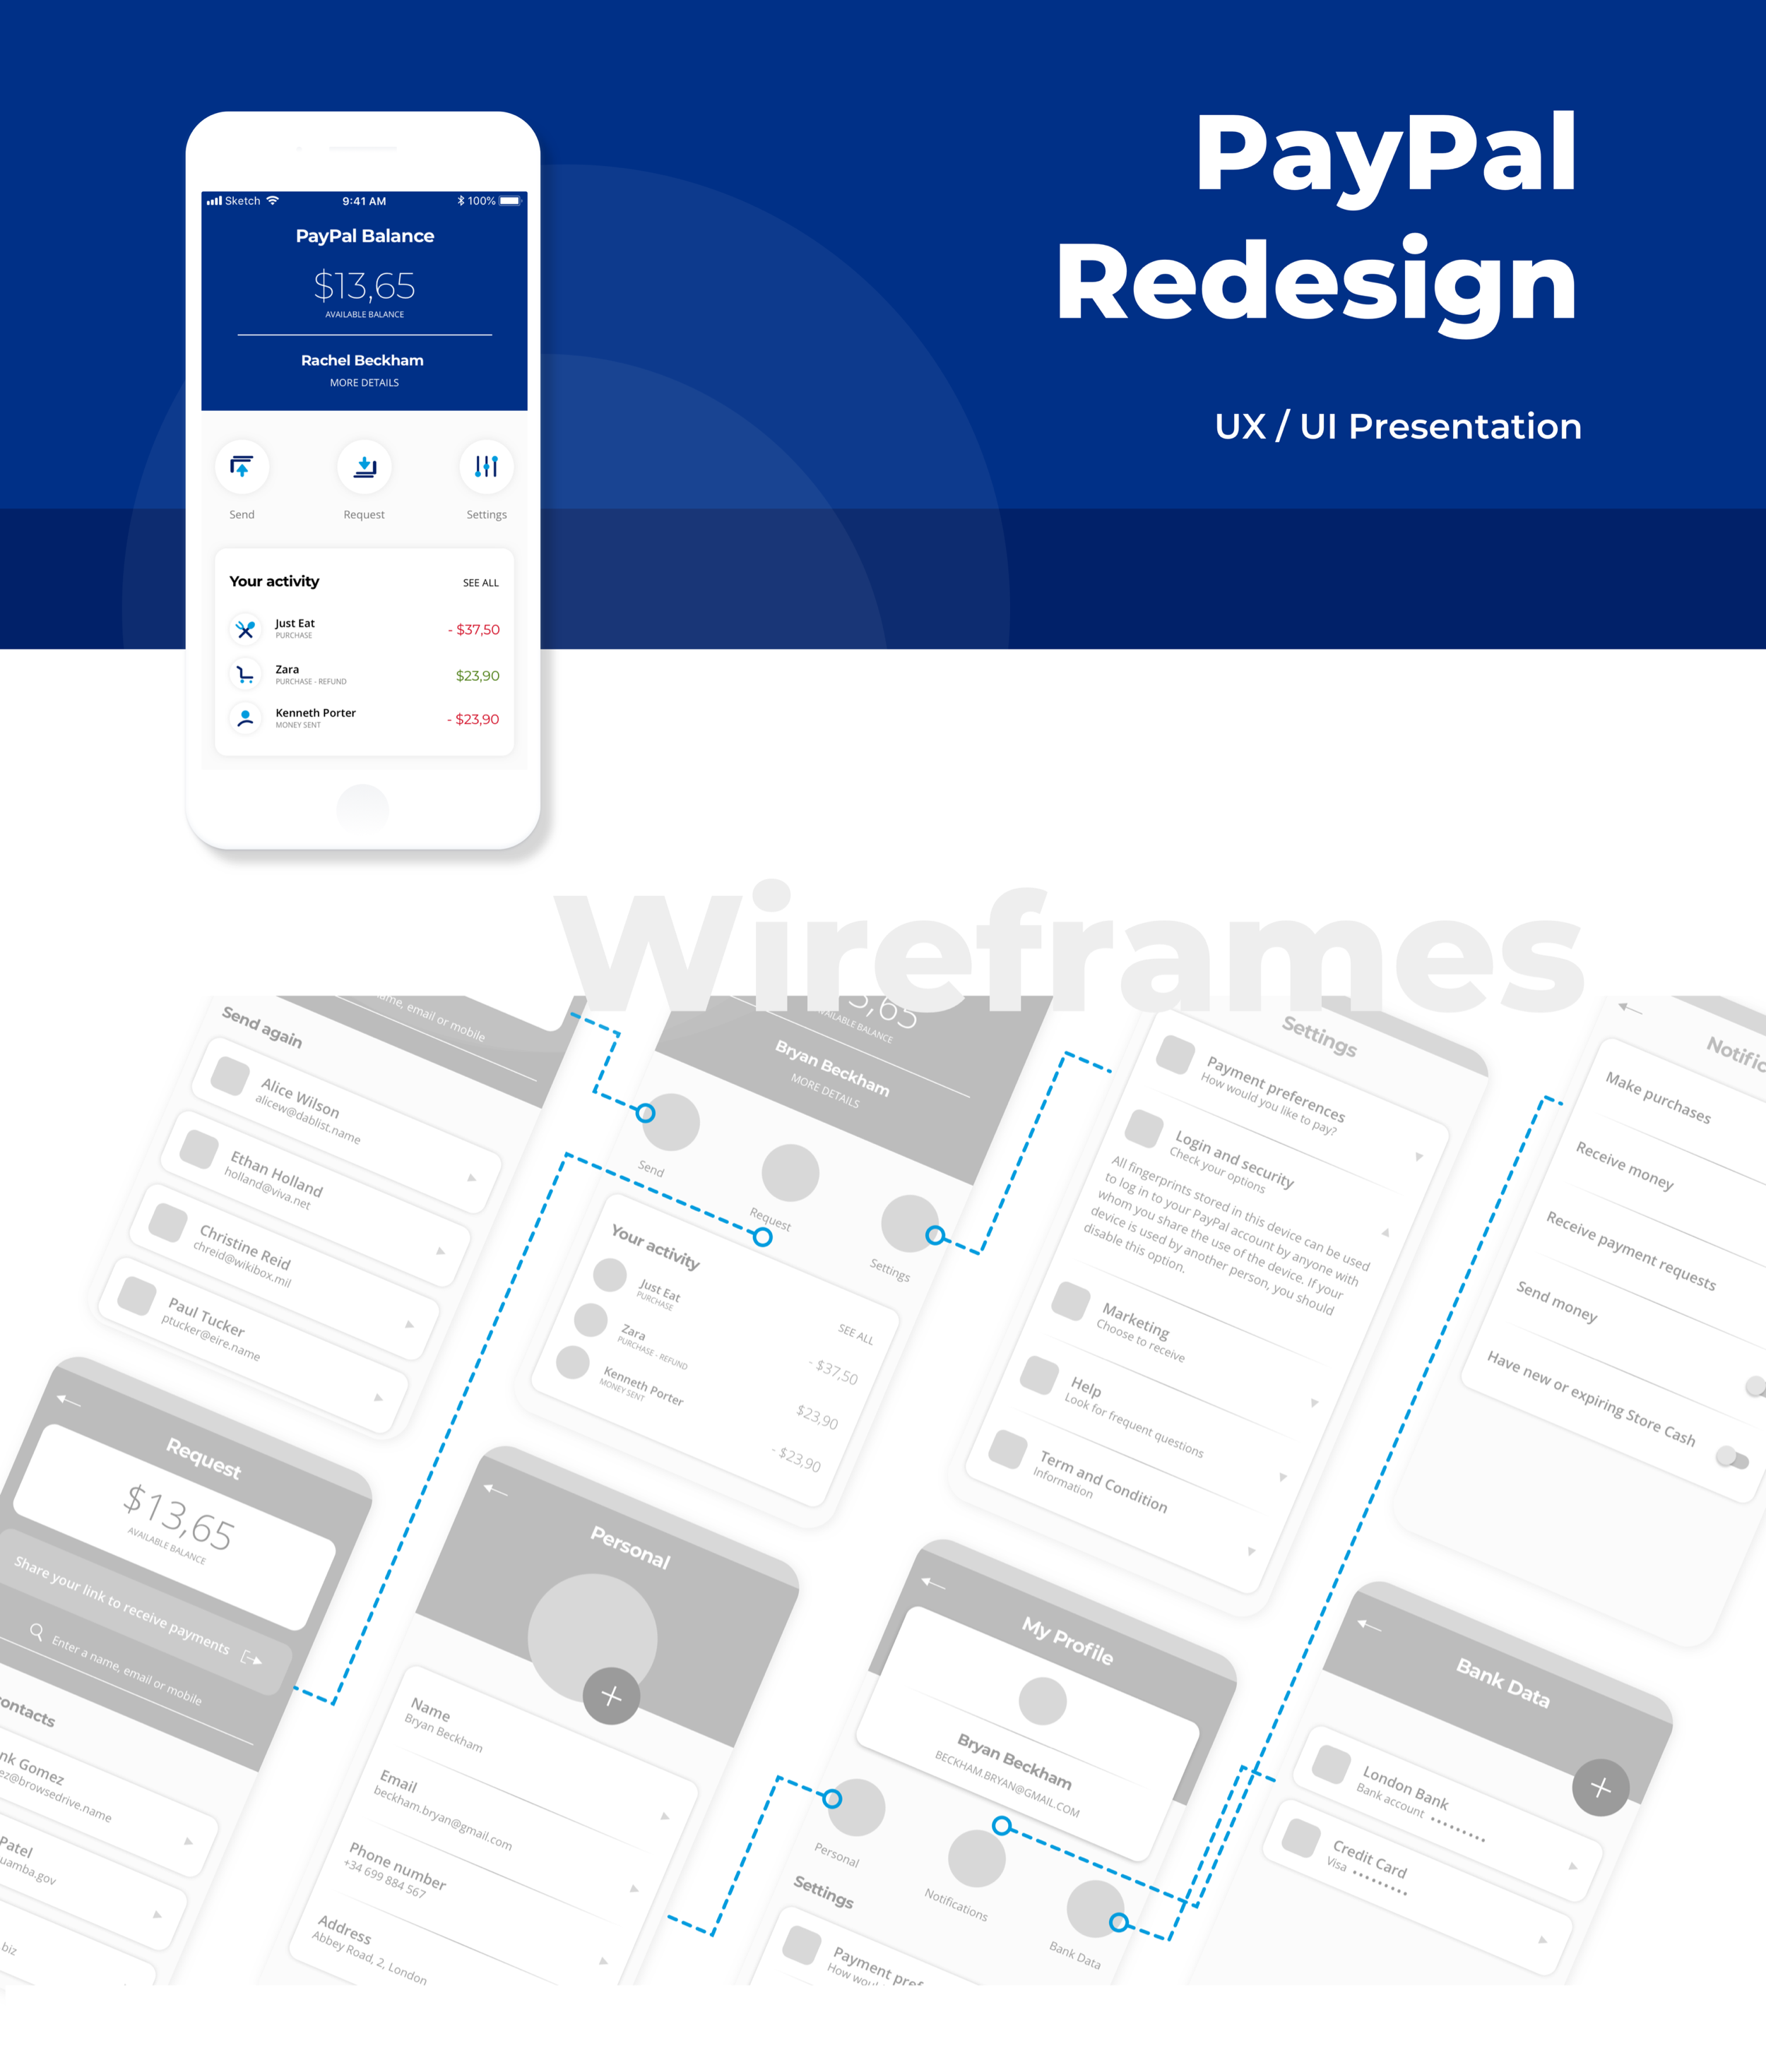 PayPal
Redesign
UX / UI Presentation
Sketch
9:41 AM
100%
PayPal Balance
$13,65
AVAILABLE BALANCE
Rachel Beckham
MORE DETAILS
Send
Request
Settings
Your activity
SEE ALL
Just Eat
PURCHASE
- $37,50
Zara
PURCHASE - REFUND
$23,90
Kenneth Porter
MONEY SENT
- $23,90
Wireframes
email or mobile
Send again
Alice Wilson
alicew@dablist.name
Ethan Holland
holland@viva.net
Christine Reid
chreid@wikibox.mil
Paul Tucker
ptucker@eire.name
AVAILABLE BALANCE
Bryan Beckham
MORE DETAILS
Send
Request
Settings
Your activity
SEE ALL
Just Eat
PURCHASE
- $37,50
Zara
PURCHASE - REFUND
$23,90
Kenneth Porter
MONEY SENT
- $23,90
Settings
Payment preferences
How would you like to pay?
Login and security
Check your options
All fingerprints stored in this device can be used
to log in to your PayPal account by anyone with
whom you share the use of the device. If your
device is used by another person, you should
disable this option.
Marketing
Choose to receive
Help
Look for frequent questions
Term and Condition
Information
Notific
Make purchases
Receive money
Receive payment requests
Send money
Have new or expiring Store Cash
Request
$13,65
AVAILABLE BALANCE
Share your link to receive payments
Enter a name, email or mobile
ontacts
nk Gomez
ez@browsedrive.name
Patel
uamba.gov
.biz
Personal
Name
Bryan Beckham
Email
beckham.bryan@gmail.com
Phone number
+34 699 884 567
Address
Abbey Road, 2, London
My Profile
Bryan Beckham
BECKHAM.BRYAN@GMAIL.COM
Personal
Notifications
Bank Data
Settings
Payment pref
How woul
Bank Data
London Bank
Bank account •••••••••
Credit Card
Visa •••••••••